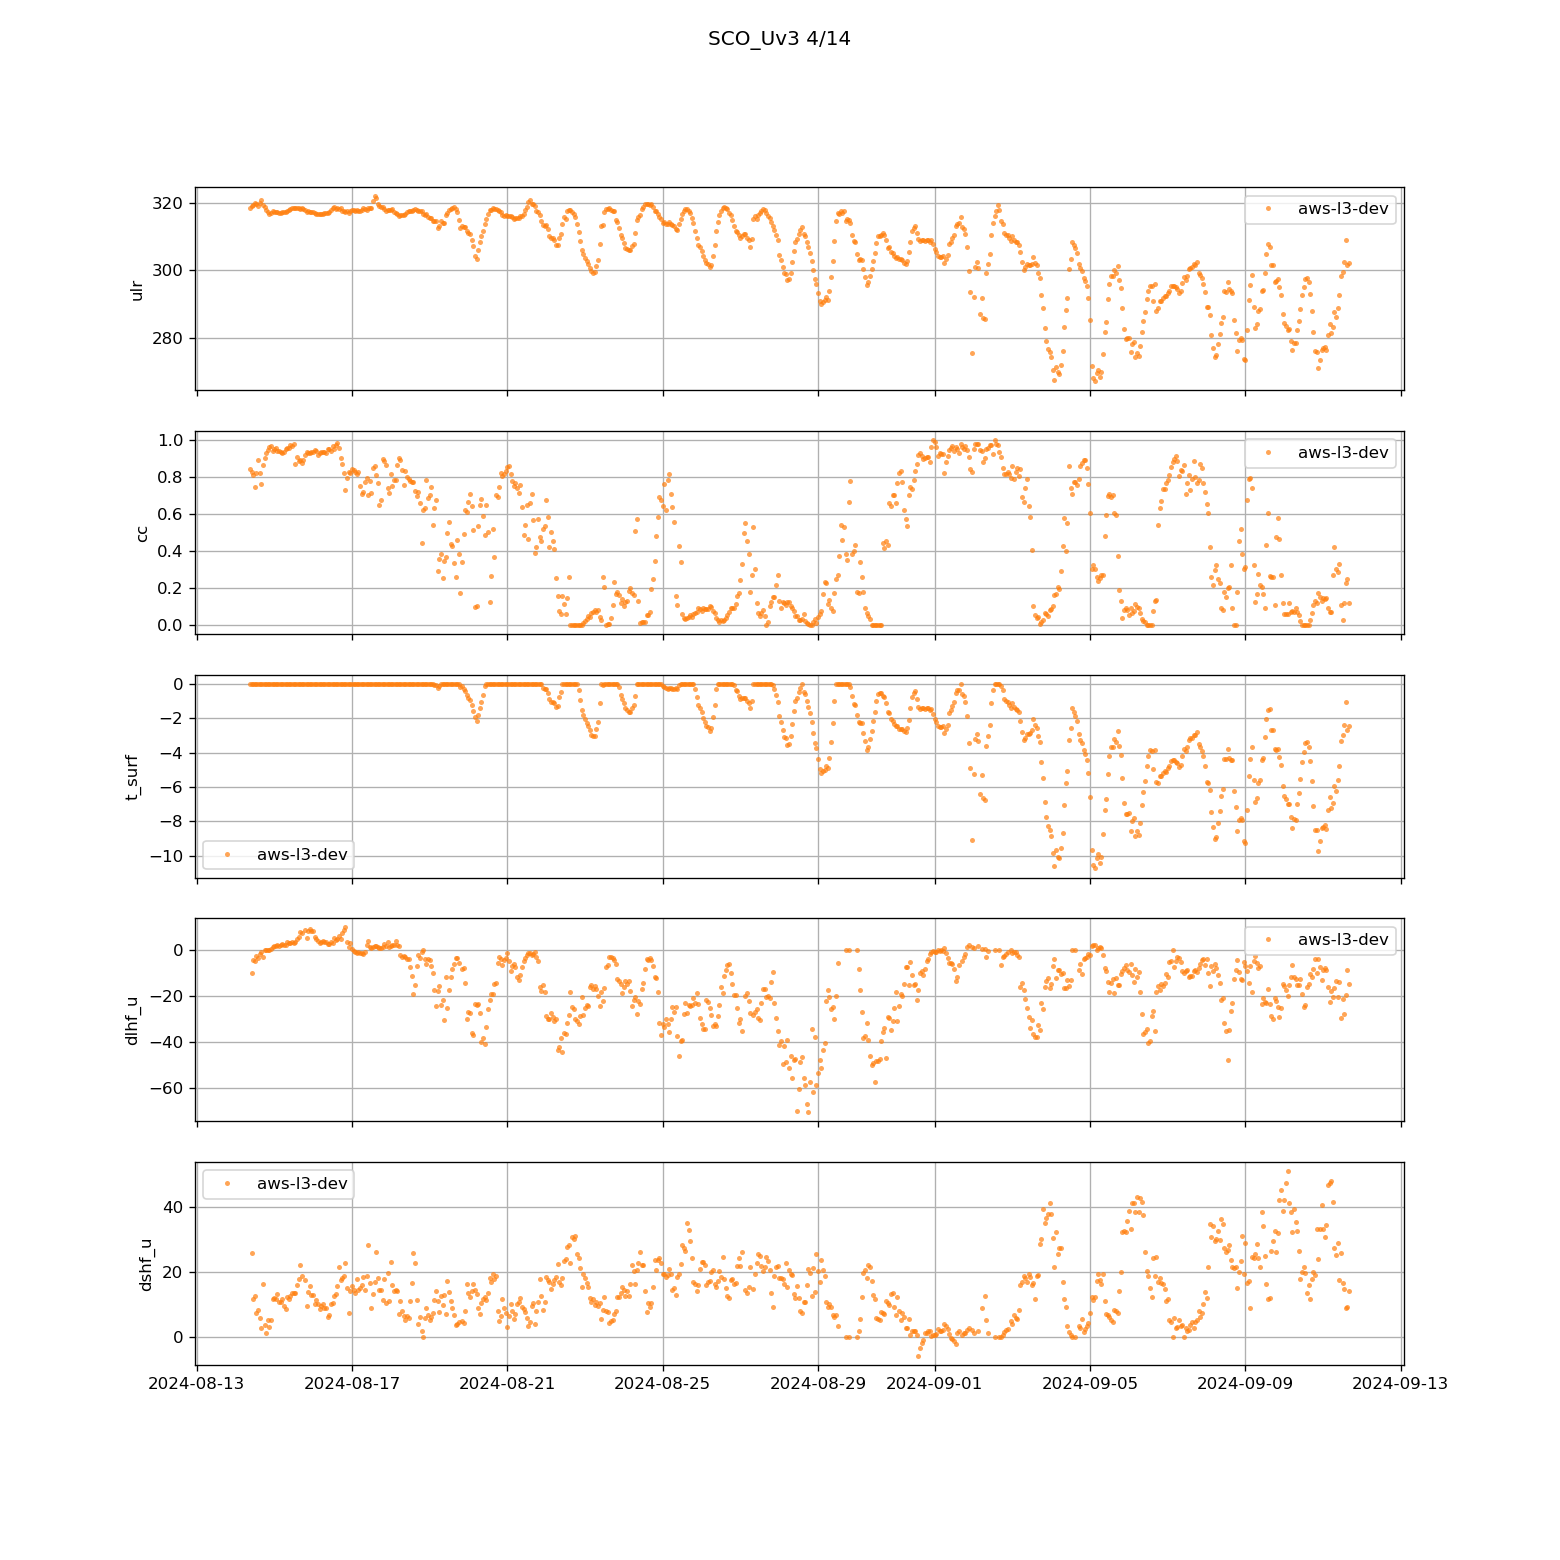 SCO_Uv3 4/14
320
300
280
ulr
aws-l3-dev
1.0
0.8
0.6
0.4
0.2
0.0
cc
aws-l3-dev
0
−2
−4
−6
−8
−10
t_surf
aws-l3-dev
0
−20
−40
−60
dlhf_u
aws-l3-dev
40
20
0
dshf_u
aws-l3-dev
2024-08-13 2024-08-17 2024-08-21 2024-08-25 2024-08-29 2024-09-01 2024-09-05 2024-09-09 2024-09-13